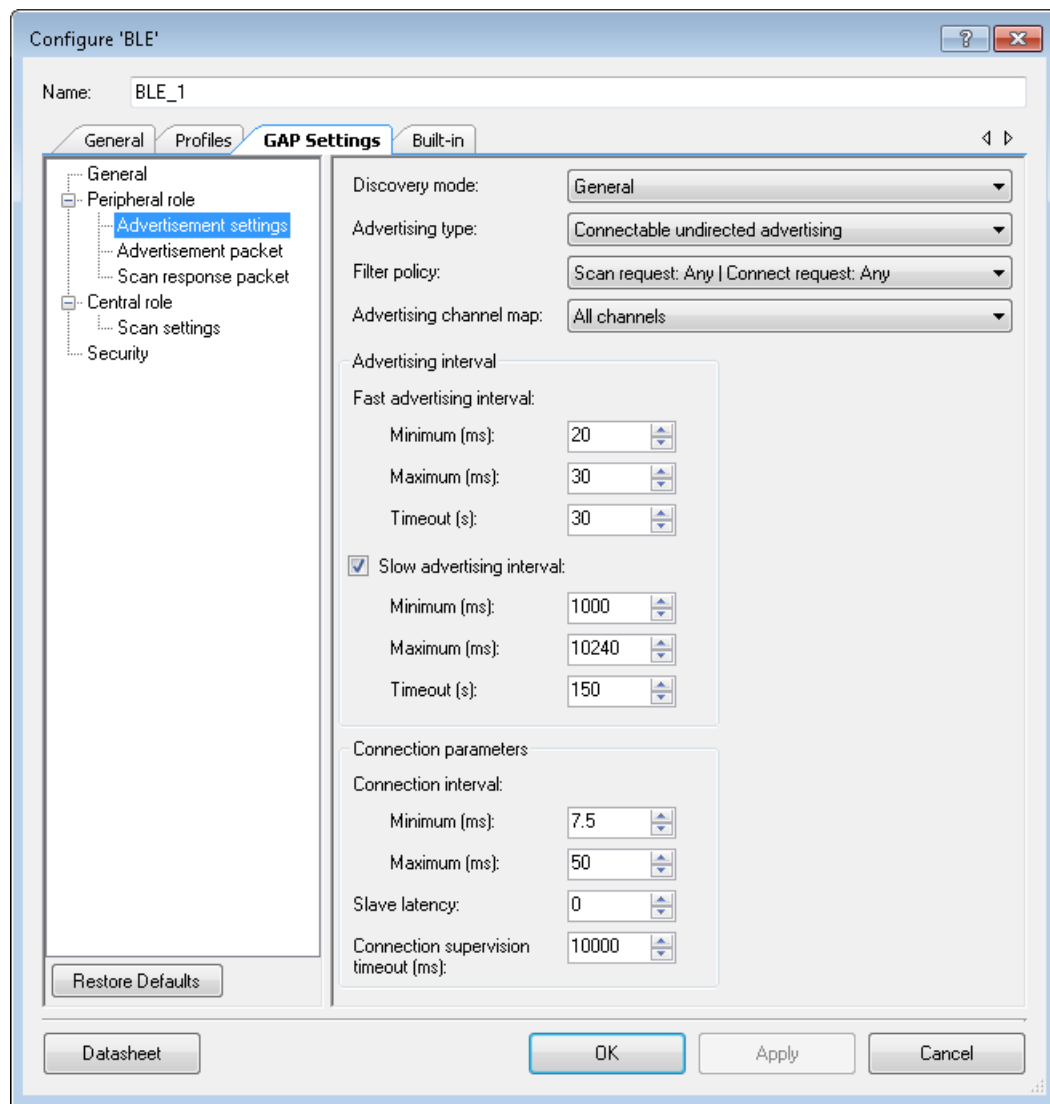 Configure 'BLE'
Name: BLE_1
General Profiles GAP Settings Built-in
General
Peripheral role
Advertisement settings
Advertisement packet
Scan response packet
Central role
Scan settings
Security
Restore Defaults
Discovery mode: General
Advertising type: Connectable undirected advertising
Filter policy: Scan request: Any | Connect request: Any
Advertising channel map: All channels
Advertising interval
Fast advertising interval:
Minimum (ms): 20
Maximum (ms): 30
Timeout (s): 30
Slow advertising interval:
Minimum (ms): 1000
Maximum (ms): 10240
Timeout (s): 150
Connection parameters
Connection interval:
Minimum (ms): 7.5
Maximum (ms): 50
Slave latency: 0
Connection supervision
timeout (ms): 10000
Datasheet OK Apply Cancel